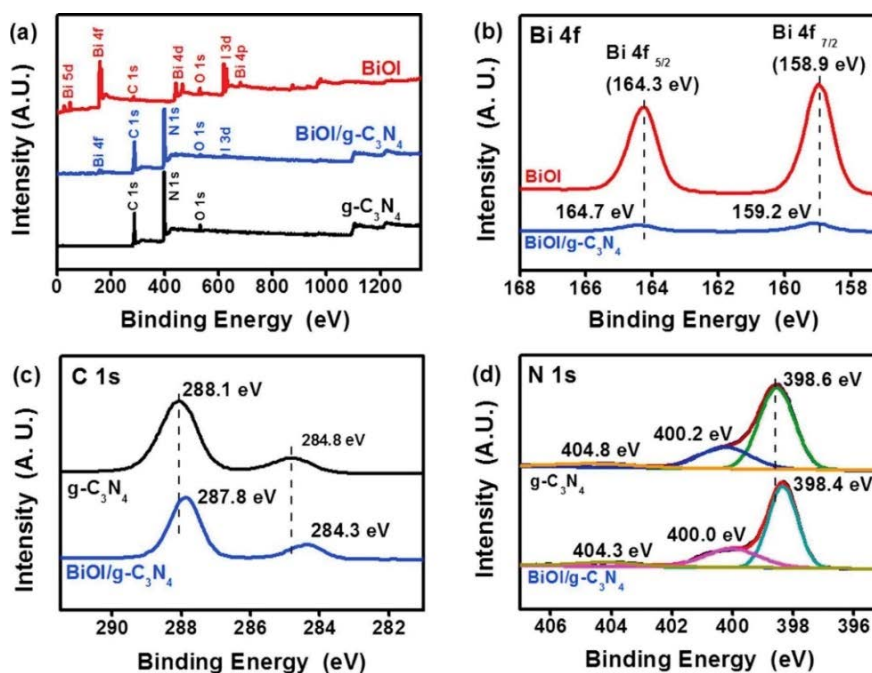 (a)
Intensity (A.U.)
Bi 5d
Bi 4f
C 1s
Bi 4d
O 1s
I 3d
Bi 4p
BiOI
Bi 4f
C 1s
N 1s
O 1s
I 3d
BiOI/g-C₃N₄
C 1s
N 1s
O 1s
g-C₃N₄
0 200 400 600 800 1000 1200
Binding Energy (eV)
(b)
Intensity (A.U.)
Bi 4f
Bi 4f 5/2
(164.3 eV)
Bi 4f 7/2
(158.9 eV)
BiOI
164.7 eV
159.2 eV
BiOI/g-C₃N₄
168 166 164 162 160 158
Binding Energy (eV)
(c)
Intensity (A. U.)
C 1s
288.1 eV
284.8 eV
g-C₃N₄
287.8 eV
284.3 eV
BiOI/g-C₃N₄
290 288 286 284 282
Binding Energy (eV)
(d)
Intensity (A. U.)
N 1s
398.6 eV
400.2 eV
404.8 eV
g-C₃N₄
398.4 eV
400.0 eV
404.3 eV
BiOI/g-C₃N₄
406 404 402 400 398 396
Binding Energy (eV)